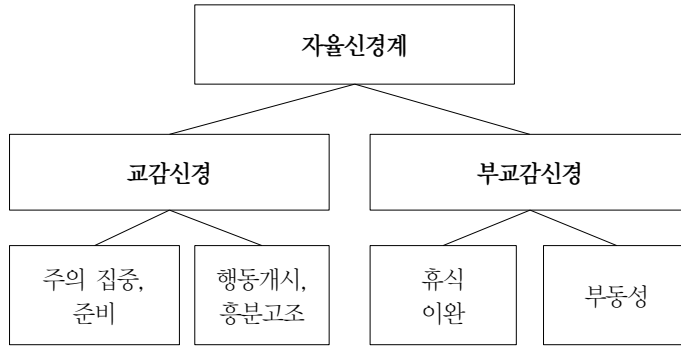 자율신경계
교감신경
부교감신경
주의 집중,
준비
행동개시,
흥분고조
휴식
이완
부동성